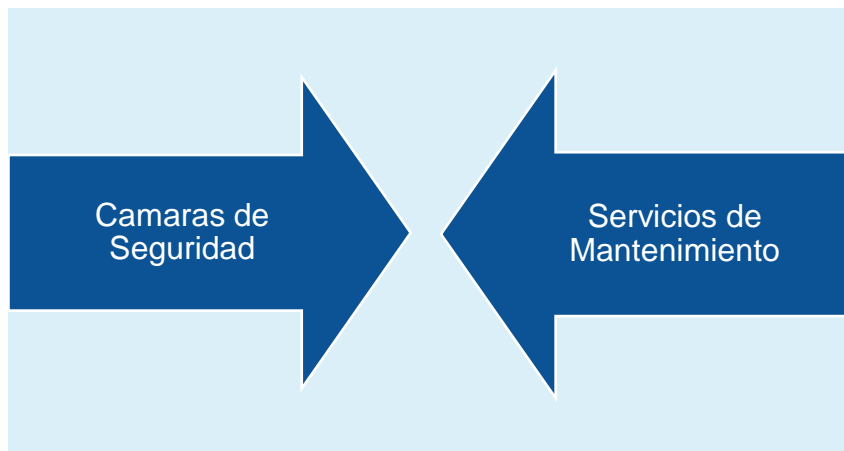 Camaras de
Seguridad
Servicios de
Mantenimiento